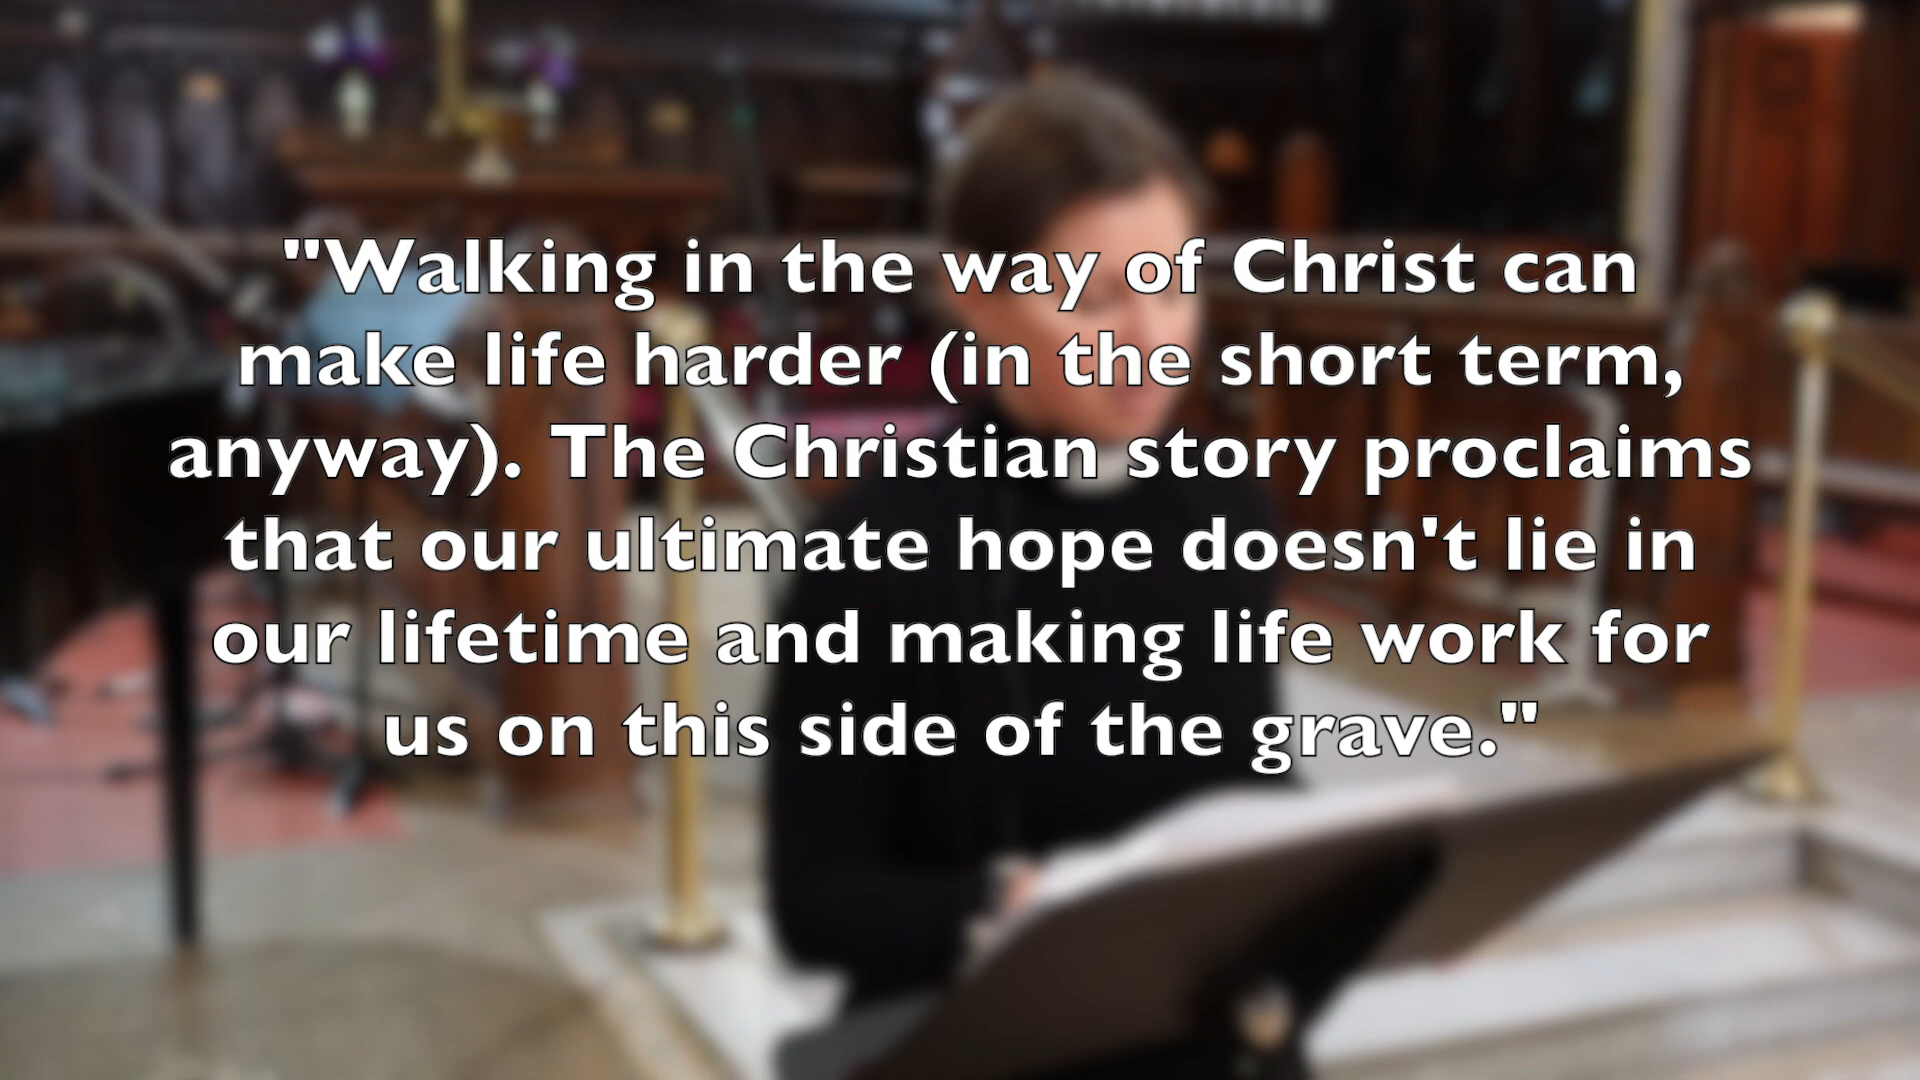 "Walking in the way of Christ can
make life harder (in the short term,
anyway). The Christian story proclaims
that our ultimate hope doesn't lie in
our lifetime and making life work for
us on this side of the grave."